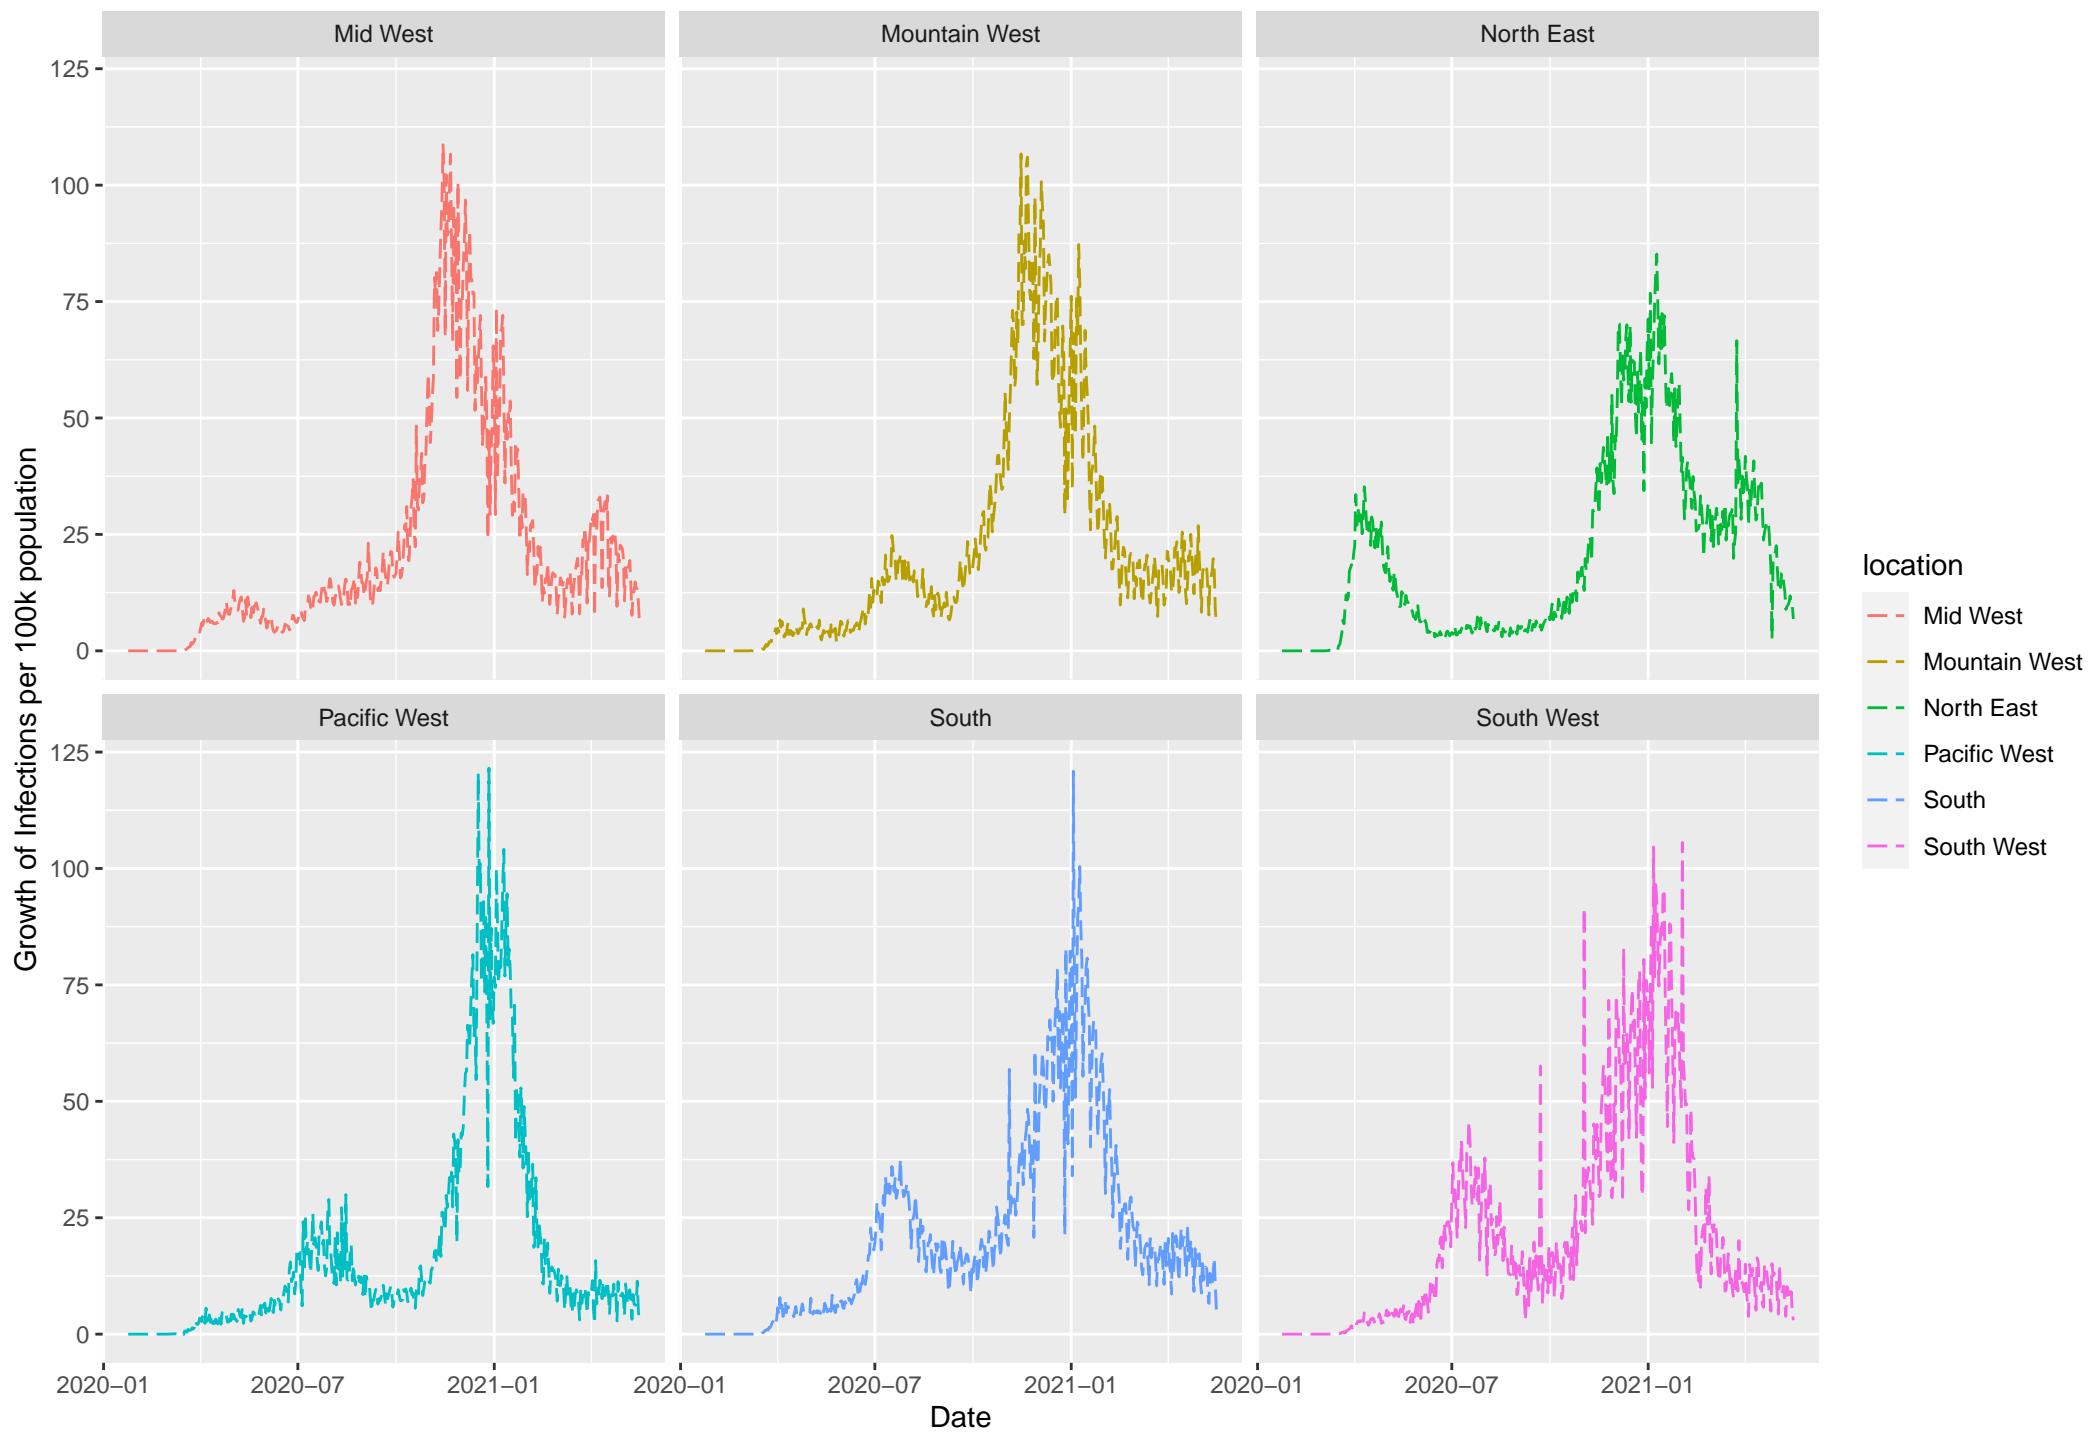 Mid West
Mountain West
North East
125
100
75
50
25
0
Pacific West
South
South West
125
100
75
50
25
0
2020−01
2020−07
2021−01
2020−01
2020−07
2021−01
2020−01
2020−07
2021−01
Date
Growth of Infections per 100k population
location
Mid West
Mountain West
North East
Pacific West
South
South West